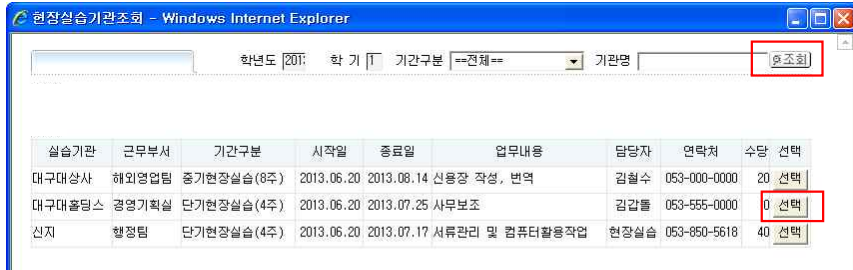 현장실습기관조회 - Windows Internet Explorer
학년도 201 학 기 1 기간구분 ==전체== 기관명 조회
실습기관 근무부서 기간구분 시작일 종료일 업무내용 담당자 연락처 수당 선택
대구대상사 해외영업팀 중기현장실습(8주) 2013.06.20 2013.08.14 신용장 작성, 번역 김철수 053-000-0000 20 선택
대구대홀딩스 경영기획실 단기현장실습(4주) 2013.06.20 2013.07.25 사무보조 김갑돌 053-555-0000 0 선택
신지 행정팀 단기현장실습(4주) 2013.06.20 2013.07.17 서류관리 및 컴퓨터활용작업 현장실습 053-850-5618 40 선택